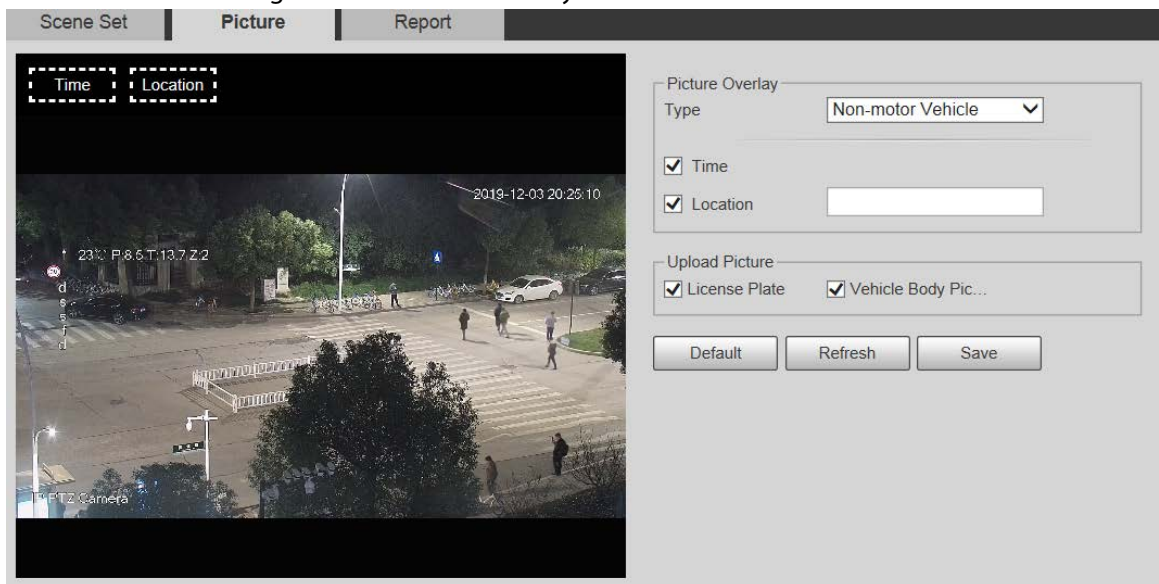 Scene Set Picture Report
Time Location
2019-12-03 20:25:10
23℃ P:8.5 T:13.7 Z:2
d
s
s
f
d
PTZ Camera
Picture Overlay
Type Non-motor Vehicle
Time
Location
Upload Picture
License Plate Vehicle Body Pic...
Default Refresh Save